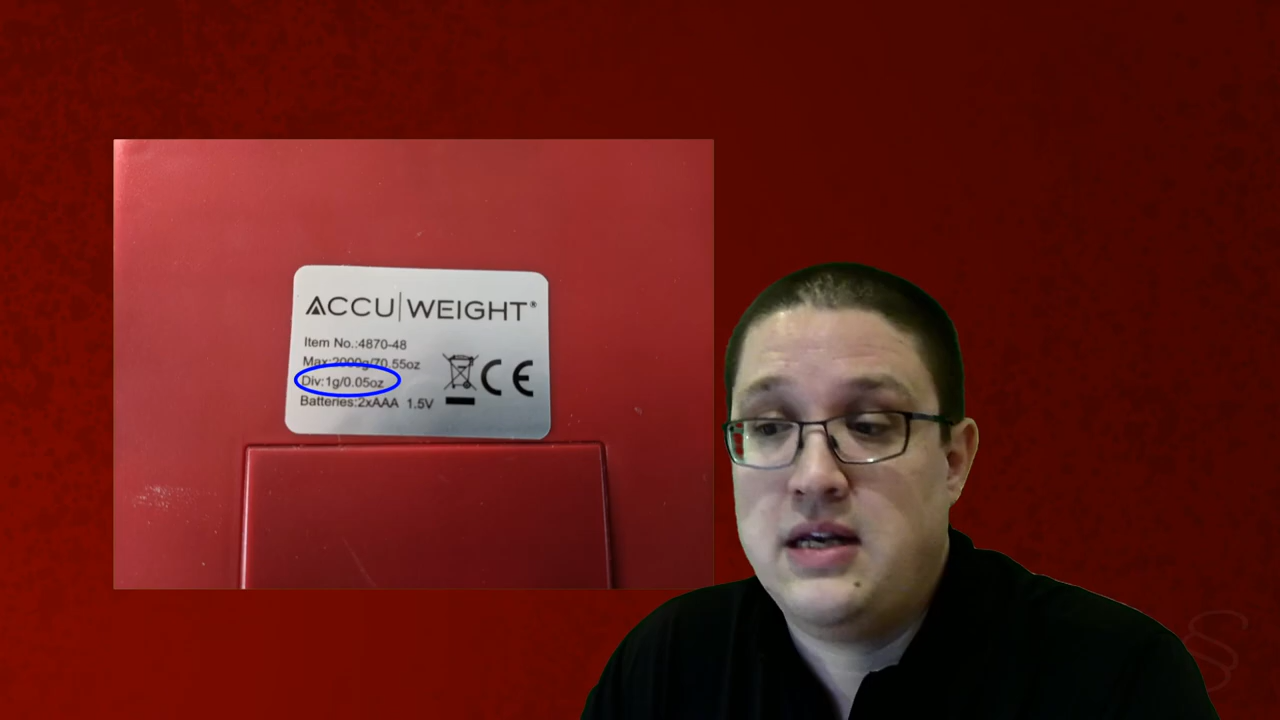 ACCU|WEIGHT®
Item No.:4870-48
Max:2000g/70.55oz
Div:1g/0.05oz
Batteries:2xAAA 1.5V
CE